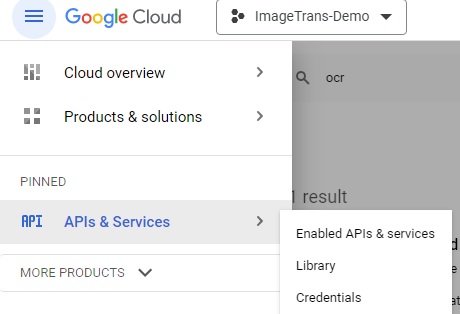 Google Cloud
ImageTrans-Demo
Cloud overview
ocr
Products & solutions
PINNED
1 result
API APIs & Services
Enabled APIs & services
Library
MORE PRODUCTS
Credentials